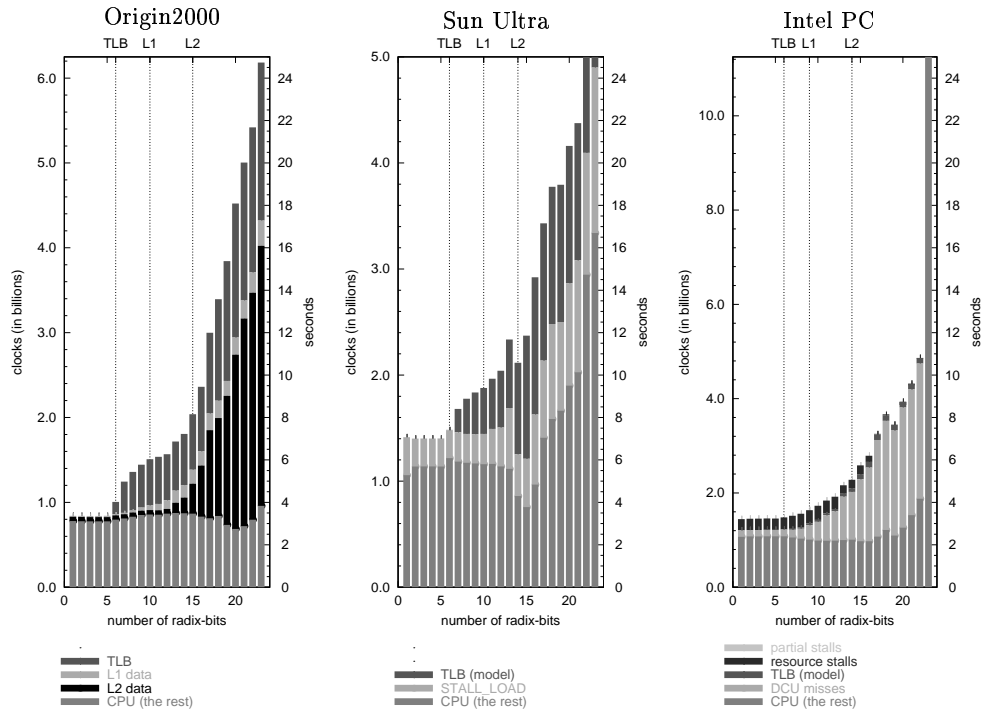 Origin2000
TLB L1 L2
6.0
5.0
4.0
3.0
2.0
1.0
0.0
24
22
20
18
16
14
12
10
8
6
4
2
0
clocks (in billions)
seconds
0 5 10 15 20
number of radix-bits
TLB
L1 data
L2 data
CPU (the rest)
Sun Ultra
TLB L1 L2
5.0
4.0
3.0
2.0
1.0
0.0
24
22
20
18
16
14
12
10
8
6
4
2
0
clocks (in billions)
seconds
0 5 10 15 20
number of radix-bits
TLB (model)
STALL_LOAD
CPU (the rest)
Intel PC
TLB L1 L2
10.0
8.0
6.0
4.0
2.0
0.0
24
22
20
18
16
14
12
10
8
6
4
2
0
clocks (in billions)
seconds
0 5 10 15 20
number of radix-bits
partial stalls
resource stalls
TLB (model)
DCU misses
CPU (the rest)